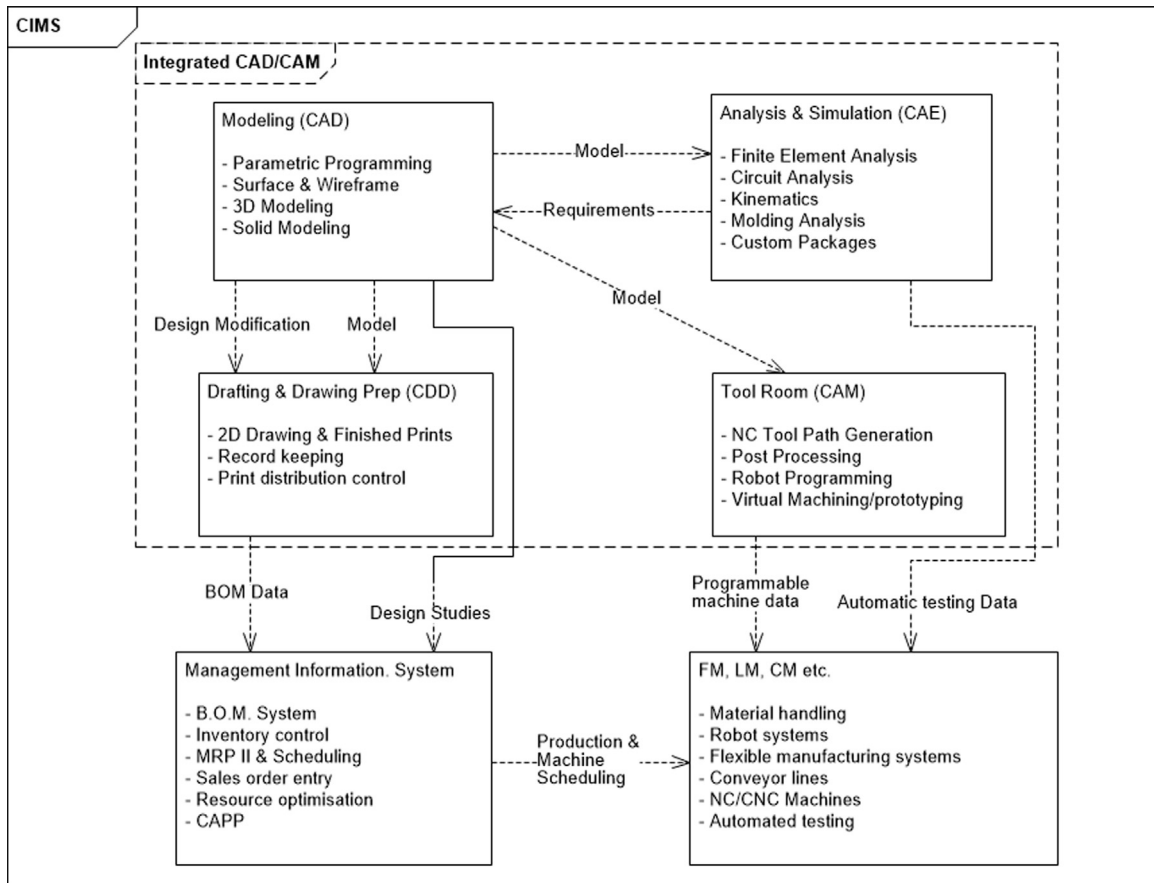 CIMS
Integrated CAD/CAM
Modeling (CAD)
- Parametric Programming
- Surface & Wireframe
- 3D Modeling
- Solid Modeling
Model
Requirements
Analysis & Simulation (CAE)
- Finite Element Analysis
- Circuit Analysis
- Kinematics
- Molding Analysis
- Custom Packages
Model
Design Modification
Model
Drafting & Drawing Prep (CDD)
- 2D Drawing & Finished Prints
- Record keeping
- Print distribution control
Tool Room (CAM)
- NC Tool Path Generation
- Post Processing
- Robot Programming
- Virtual Machining/prototyping
BOM Data
Design Studies
Programmable
machine data
Automatic testing Data
Management Information. System
- B.O.M. System
- Inventory control
- MRP II & Scheduling
- Sales order entry
- Resource optimisation
- CAPP
Production &
Machine
Scheduling
FM, LM, CM etc.
- Material handling
- Robot systems
- Flexible manufacturing systems
- Conveyor lines
- NC/CNC Machines
- Automated testing